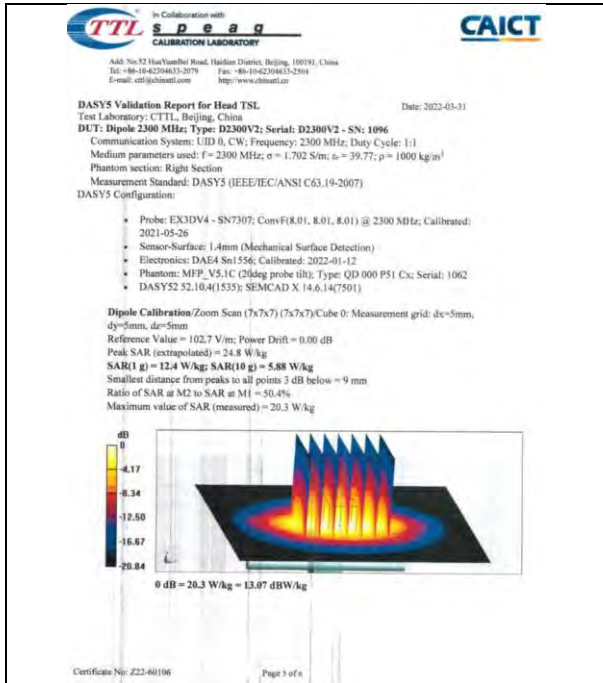 TTL
In Collaboration with
s p e a g
CALIBRATION LABORATORY
CAICT
Add: No.52 HuaYuanBei Road, Haidian District, Beijing, 100191, China
Tel: +86-10-62304633-2079 Fax: +86-10-62304633-2504
E-mail: cttl@chinattl.com http://www.chinattl.cn
DASY5 Validation Report for Head TSL Date: 2022-03-31
Test Laboratory: CTTL, Beijing, China
DUT: Dipole 2300 MHz; Type: D2300V2; Serial: D2300V2 - SN: 1096
Communication System: UID 0, CW; Frequency: 2300 MHz; Duty Cycle: 1:1
Medium parameters used: f = 2300 MHz; σ = 1.702 S/m; εr = 39.77; ρ = 1000 kg/m³
Phantom section: Right Section
Measurement Standard: DASY5 (IEEE/IEC/ANSI C63.19-2007)
DASY5 Configuration:
• Probe: EX3DV4 - SN7307; ConvF(8.01, 8.01, 8.01) @ 2300 MHz; Calibrated:
2021-05-26
• Sensor-Surface: 1.4mm (Mechanical Surface Detection)
• Electronics: DAE4 Sn1556; Calibrated: 2022-01-12
• Phantom: MFP_V5.1C (20deg probe tilt); Type: QD 000 P51 Cx; Serial: 1062
• DASY52 52.10.4(1535); SEMCAD X 14.6.14(7501)
Dipole Calibration/Zoom Scan (7x7x7) (7x7x7)/Cube 0: Measurement grid: dx=5mm,
dy=5mm, dz=5mm
Reference Value = 102.7 V/m; Power Drift = 0.00 dB
Peak SAR (extrapolated) = 24.8 W/kg
SAR(1 g) = 12.4 W/kg; SAR(10 g) = 5.88 W/kg
Smallest distance from peaks to all points 3 dB below = 9 mm
Ratio of SAR at M2 to SAR at M1 = 50.4%
Maximum value of SAR (measured) = 20.3 W/kg
dB
0
-4.17
-8.34
-12.50
-16.67
-20.84
0 dB = 20.3 W/kg = 13.07 dBW/kg
Certificate No: Z22-60106 Page 5 of 6